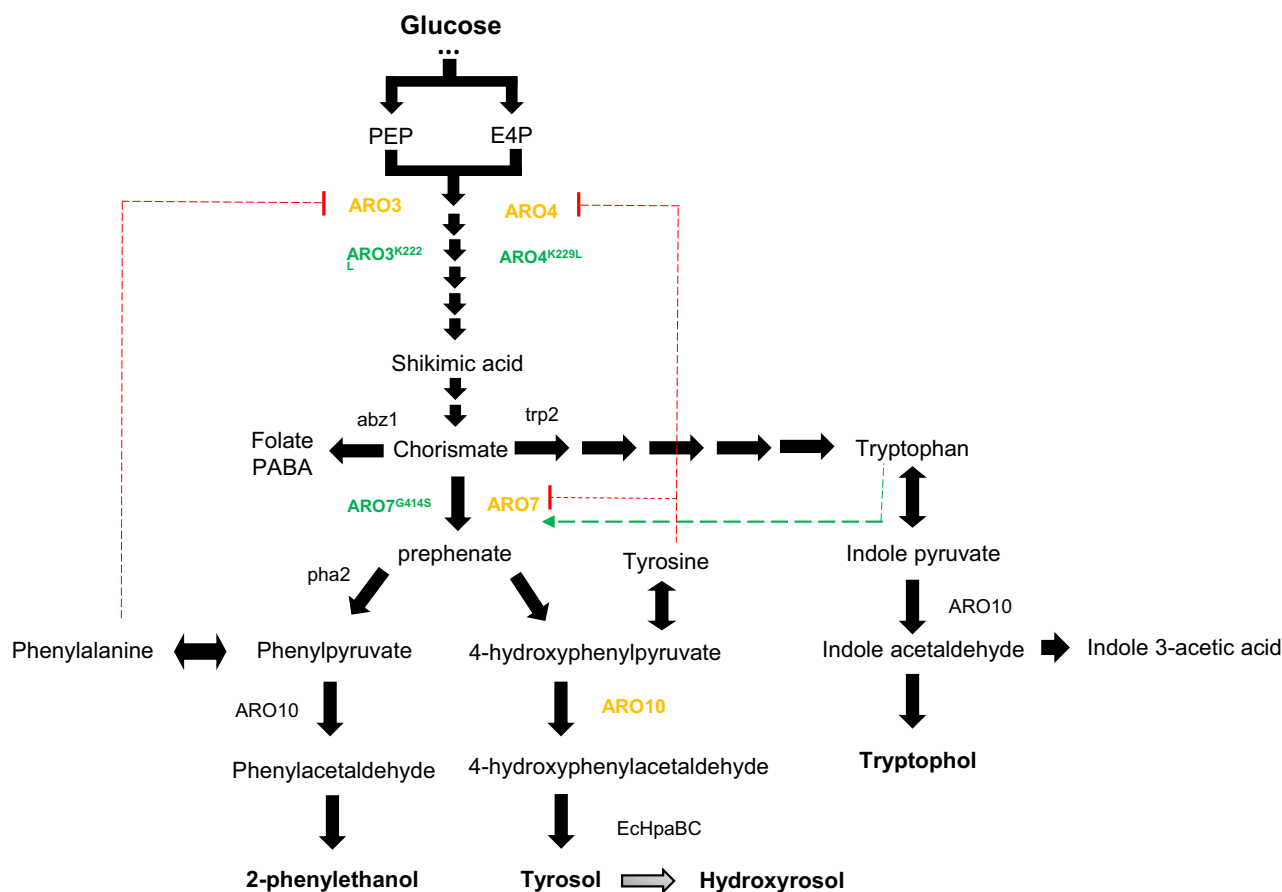 Glucose
...
PEP
E4P
ARO3
ARO4
ARO3K222
L
ARO4K229L
Shikimic acid
abz1
trp2
Folate
PABA
Chorismate
Tryptophan
ARO7G414S
ARO7
prephenate
Tyrosine
Indole pyruvate
pha2
ARO10
Phenylalanine
Phenylpyruvate
4-hydroxyphenylpyruvate
Indole acetaldehyde
Indole 3-acetic acid
ARO10
ARO10
Phenylacetaldehyde
4-hydroxyphenylacetaldehyde
Tryptophol
EcHpaBC
2-phenylethanol
Tyrosol
Hydroxyrosol